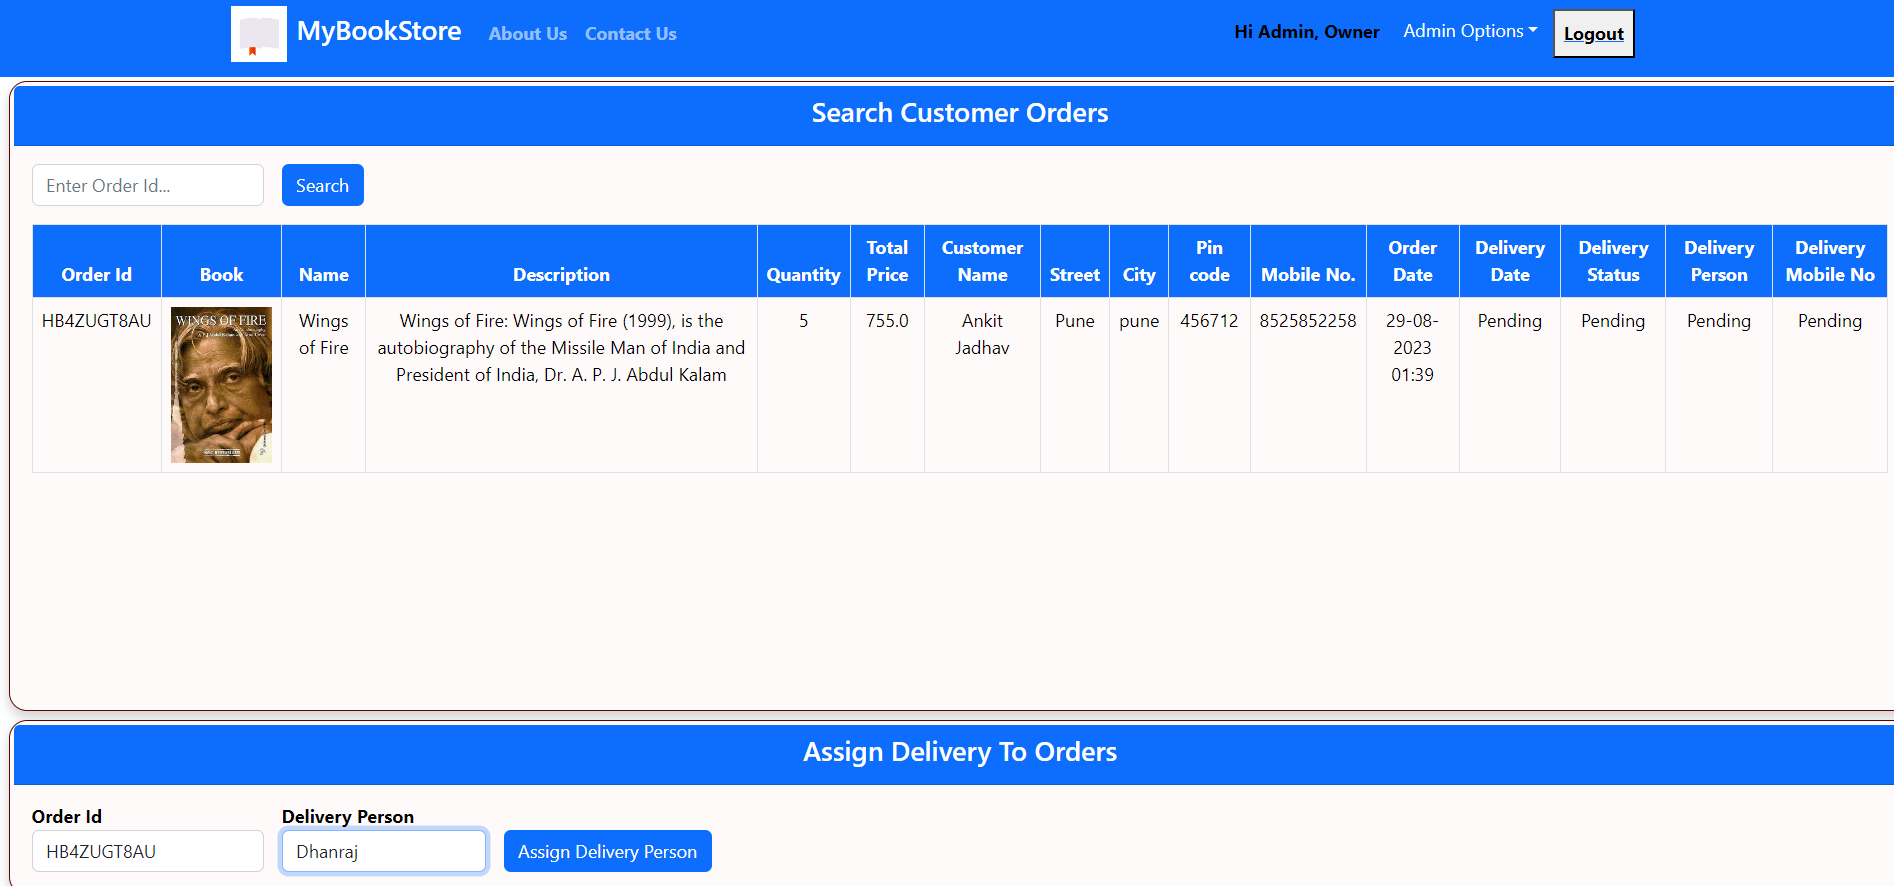 MyBookStore About Us Contact Us Hi Admin, Owner Admin Options Logout
Search Customer Orders
Enter Order Id... Search
Order Id Book Name Description Quantity Total Price Customer Name Street City Pin code Mobile No. Order Date Delivery Date Delivery Status Delivery Person Delivery Mobile No
HB4ZUGT8AU
WINGS OF FIRE
Wings
of Fire
Wings of Fire: Wings of Fire (1999), is the
autobiography of the Missile Man of India and
President of India, Dr. A. P. J. Abdul Kalam
5
755.0
Ankit
Jadhav
Pune
pune
456712
8525852258
29-08-
2023
01:39
Pending
Pending
Pending
Pending
Assign Delivery To Orders
Order Id Delivery Person
HB4ZUGT8AU Dhanraj Assign Delivery Person